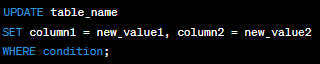 UPDATE table_name
SET column1 = new_value1, column2 = new_value2
WHERE condition;